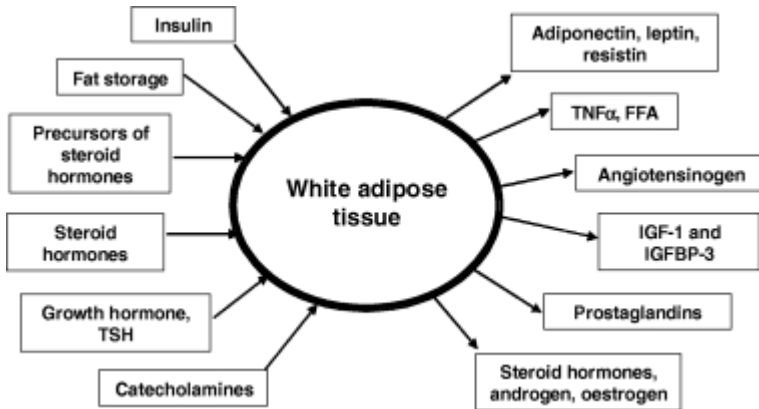 Insulin
Fat storage
Precursors of
steroid
hormones
Steroid
hormones
Growth hormone,
TSH
Catecholamines
White adipose
tissue
Adiponectin, leptin,
resistin
TNFα, FFA
Angiotensinogen
IGF-1 and
IGFBP-3
Prostaglandins
Steroid hormones,
androgen, oestrogen